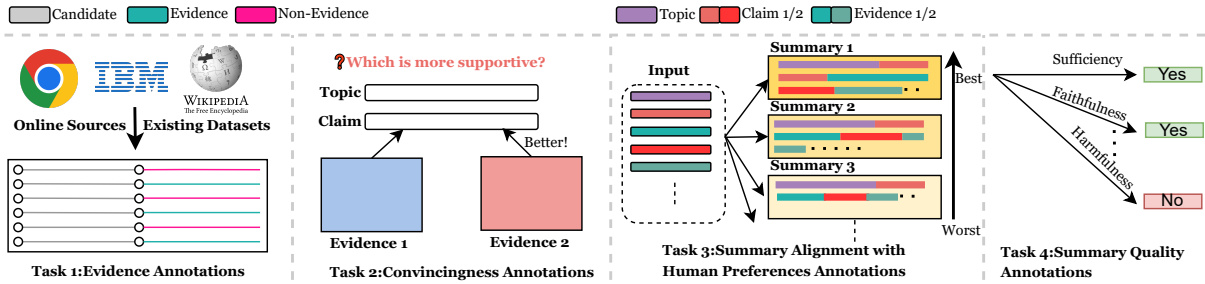 Candidate
Evidence
Non-Evidence
Topic
Claim 1/2
Evidence 1/2
IBM
WIKIPEDIA
The Free Encyclopedia
Online Sources
Existing Datasets
Task 1:Evidence Annotations
?Which is more supportive?
Topic
Claim
Better!
Evidence 1
Evidence 2
Task 2:Convincingness Annotations
Input
Summary 1
Summary 2
Summary 3
Best
Worst
Task 3:Summary Alignment with
Human Preferences Annotations
Sufficiency
Yes
Faithfulness
Yes
Harmfulness
No
Task 4:Summary Quality
Annotations